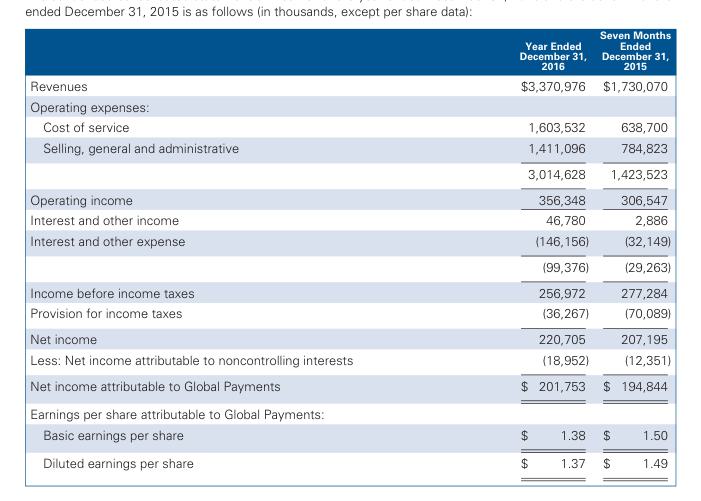 ended December 31, 2015 is as follows (in thousands, except per share data):
Year Ended December 31, 2016
Seven Months Ended December 31, 2015
Revenues $3,370,976 $1,730,070
Operating expenses:
Cost of service 1,603,532 638,700
Selling, general and administrative 1,411,096 784,823
3,014,628 1,423,523
Operating income 356,348 306,547
Interest and other income 46,780 2,886
Interest and other expense (146,156) (32,149)
(99,376) (29,263)
Income before income taxes 256,972 277,284
Provision for income taxes (36,267) (70,089)
Net income 220,705 207,195
Less: Net income attributable to noncontrolling interests (18,952) (12,351)
Net income attributable to Global Payments $ 201,753 $ 194,844
Earnings per share attributable to Global Payments:
Basic earnings per share $ 1.38 $ 1.50
Diluted earnings per share $ 1.37 $ 1.49